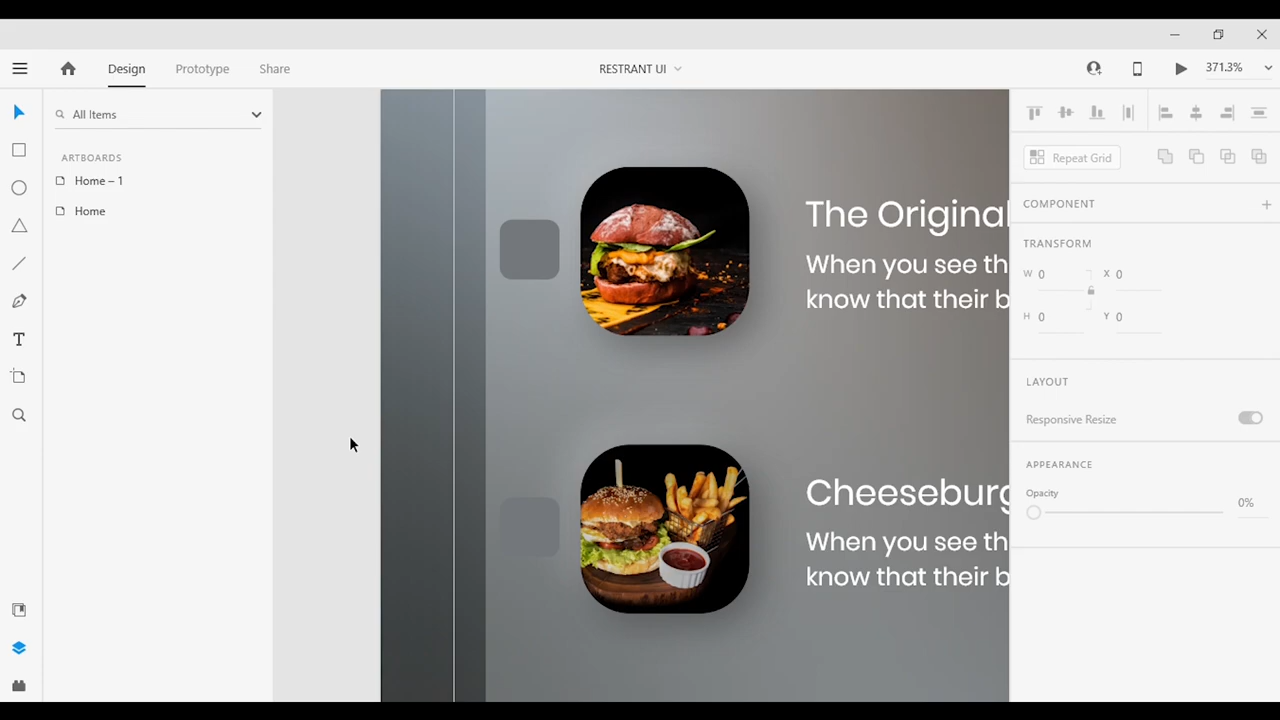 Design
Prototype
Share
RESTRANT UI
371.3%
All Items
ARTBOARDS
Home – 1
Home
The Original
When you see th
know that their b
Cheeseburg
When you see th
know that their b
Repeat Grid
COMPONENT
TRANSFORM
W 0 X 0
H 0 Y 0
LAYOUT
Responsive Resize
APPEARANCE
Opacity
0%